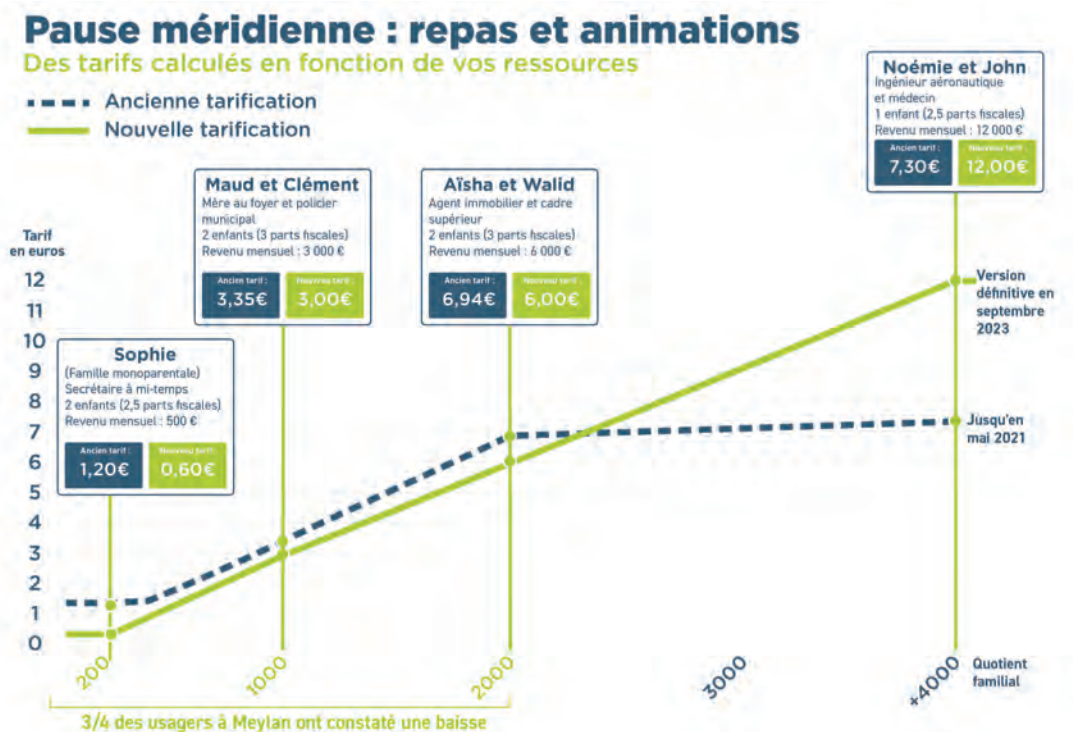 Pause méridienne : repas et animations
Des tarifs calculés en fonction de vos ressources
Ancienne tarification
Nouvelle tarification
Noémie et John
Ingénieur aéronautique
et médecin
1 enfant (2,5 parts fiscales)
Revenu mensuel : 12 000 €
Ancien tarif :
7,30€
Nouveau tarif :
12,00€
Maud et Clément
Mère au foyer et policier
municipal
2 enfants (3 parts fiscales)
Revenu mensuel : 3 000 €
Ancien tarif :
3,35€
Nouveau tarif :
3,00€
Aïsha et Walid
Agent immobilier et cadre
supérieur
2 enfants (3 parts fiscales)
Revenu mensuel : 6 000 €
Ancien tarif :
6,94€
Nouveau tarif :
6,00€
Sophie
(Famille monoparentale)
Secrétaire à mi-temps
2 enfants (2,5 parts fiscales)
Revenu mensuel : 500 €
Ancien tarif :
1,20€
Nouveau tarif :
0,60€
Tarif
en euros
12
11
10
9
8
7
6
5
4
3
2
1
0
Version
définitive en
septembre
2023
Jusqu'en
mai 2021
200
1000
2000
3000
+4000
Quotient
familial
3/4 des usagers à Meylan ont constaté une baisse